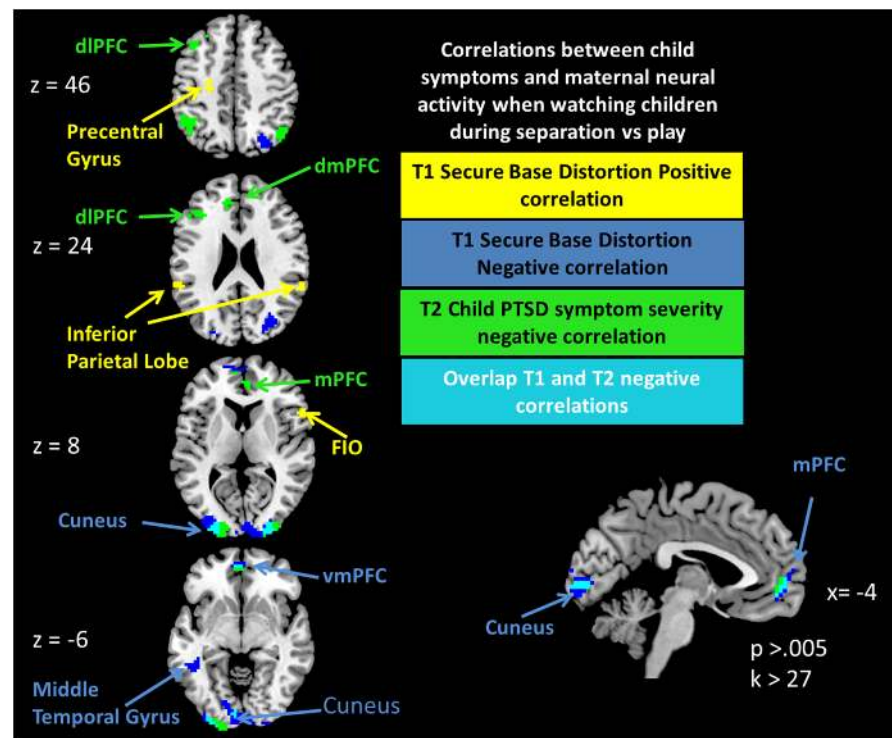 dlPFC
z = 46
Precentral
Gyrus
Correlations between child
symptoms and maternal neural
activity when watching children
during separation vs play
T1 Secure Base Distortion Positive
correlation
T1 Secure Base Distortion
Negative correlation
T2 Child PTSD symptom severity
negative correlation
Overlap T1 and T2 negative
correlations
dmPFC
dlPFC
z = 24
Inferior
Parietal Lobe
mPFC
FIO
z = 8
Cuneus
vmPFC
z = -6
Middle
Temporal Gyrus
Cuneus
mPFC
Cuneus
x= -4
p >.005
k > 27